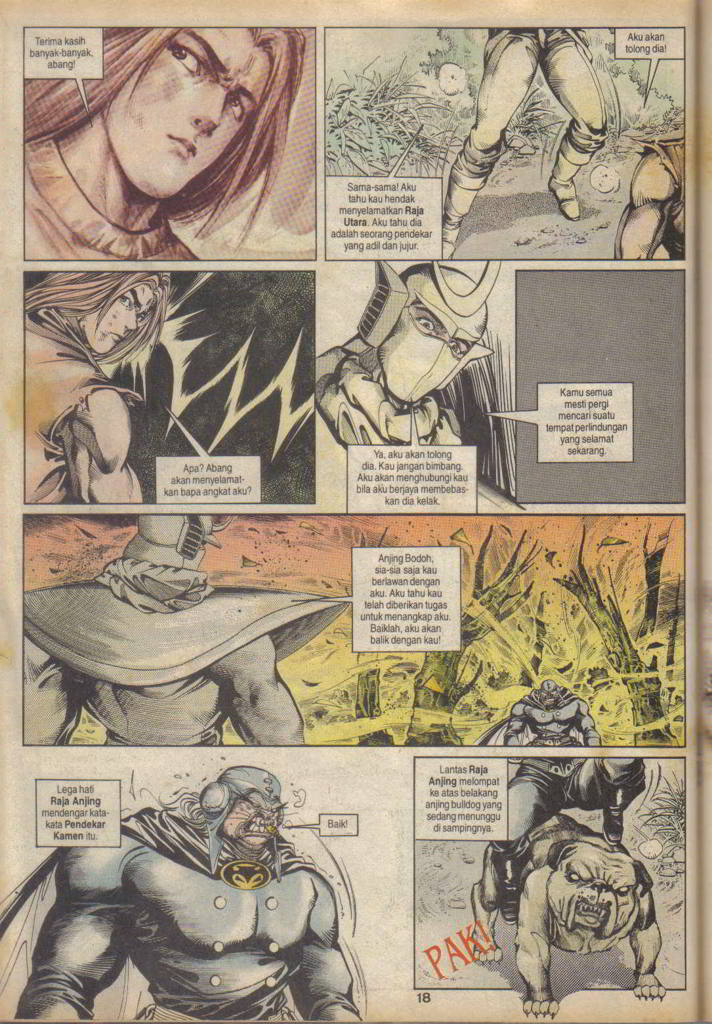 Terima kasih
banyak-banyak,
abang!
Aku akan
tolong dia!
Sama-sama! Aku
tahu kau hendak
menyelamatkan Raja
Utara. Aku tahu dia
adalah seorang pendekar
yang adil dan jujur.
Apa? Abang
akan menyelamat-
kan bapa angkat aku?
Ya, aku akan tolong
dia. Kau jangan bimbang.
Aku akan menghubungi kau
bila aku berjaya membebas-
kan dia kelak.
Kamu semua
mesti pergi
mencari suatu
tempat perlindungan
yang selamat
sekarang.
Anjing Bodoh,
sia-sia saja kau
berlawan dengan
aku. Aku tahu kau
telah diberikan tugas
untuk menangkap aku.
Baiklah, aku akan
balik dengan kau!
Lega hati
Raja Anjing
mendengar kata-
kata Pendekar
Kamen itu.
Baik!
Lantas Raja
Anjing melompat
ke atas belakang
anjing bulldog yang
sedang menunggu
di sampingnya.
PAK!
18